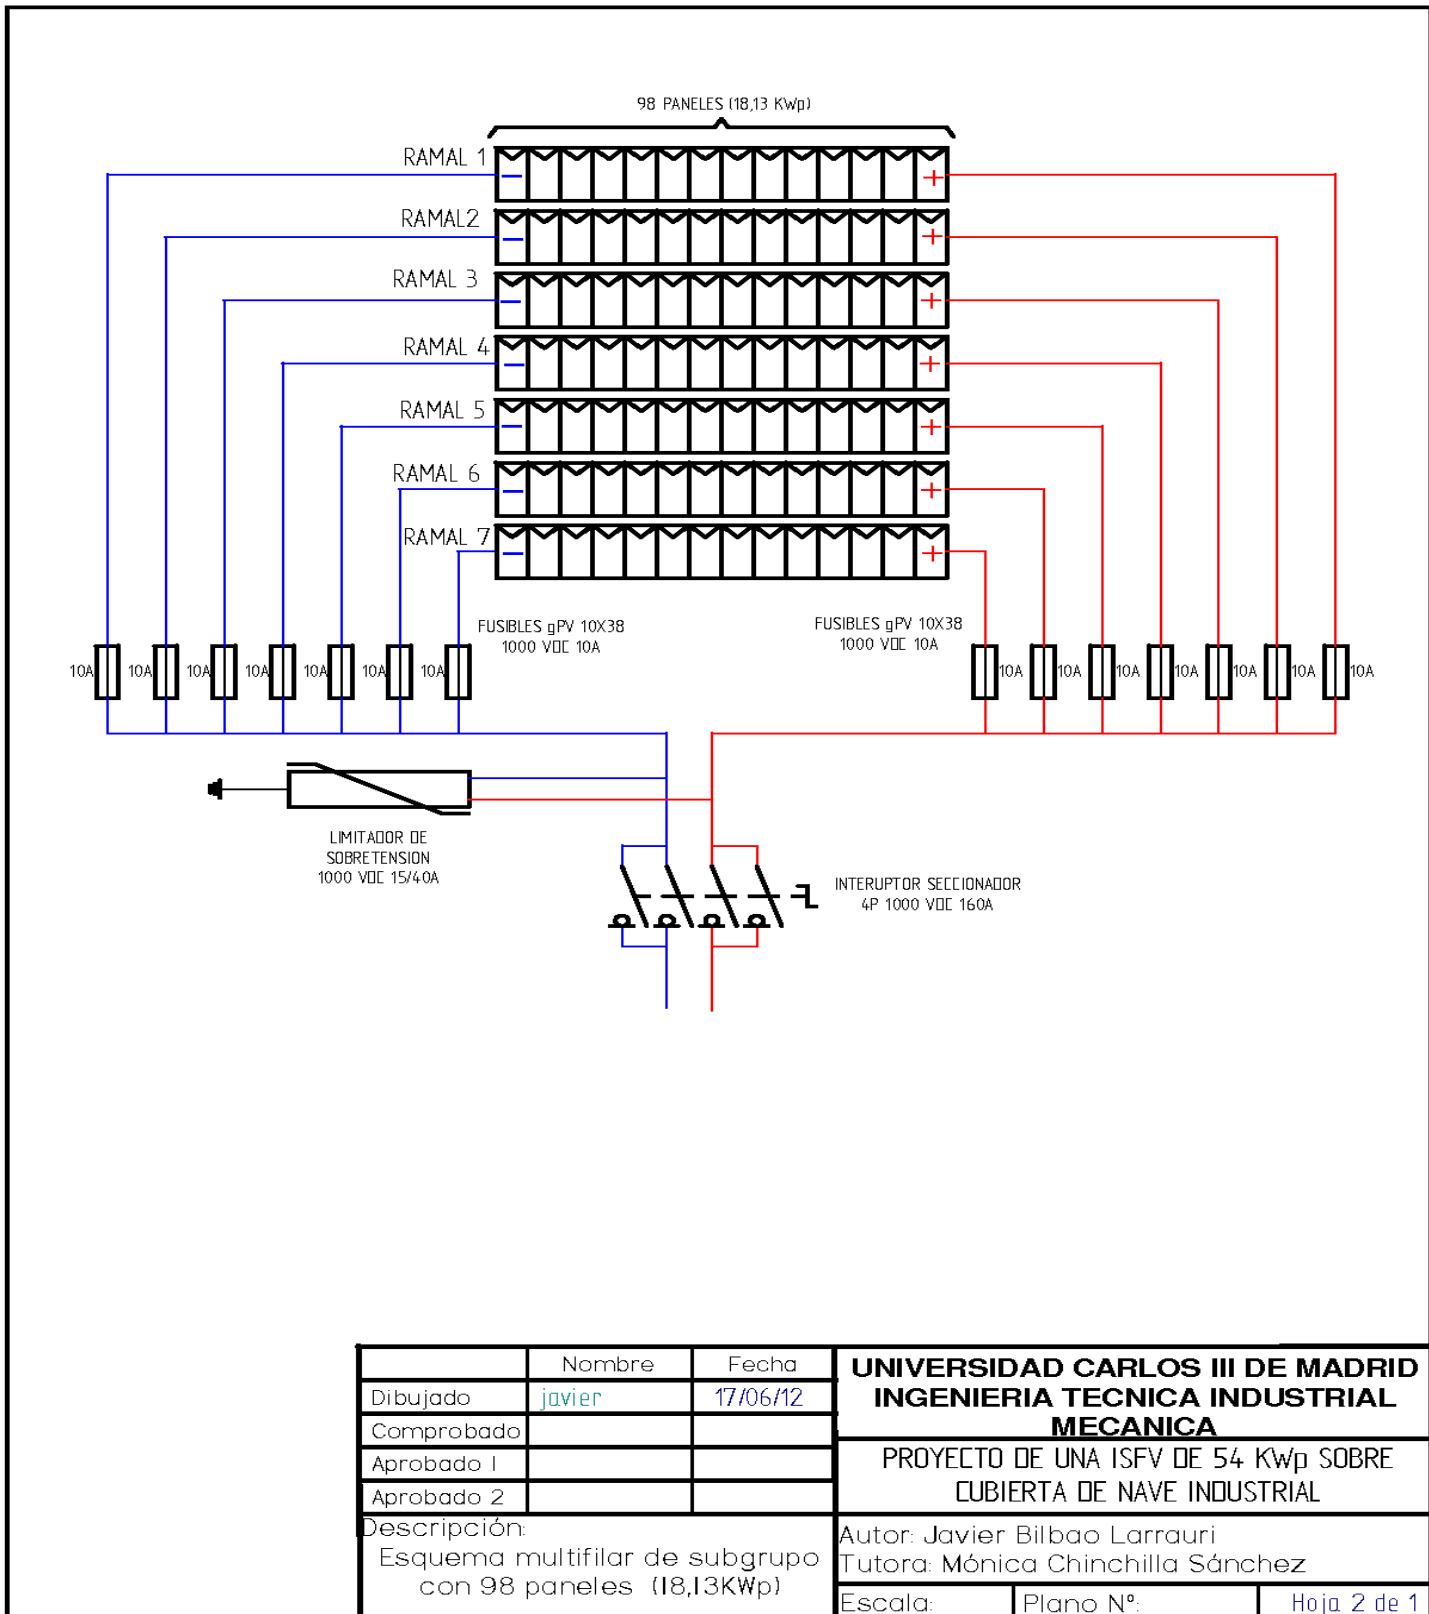 98 PANELES (18,13 KWp)
RAMAL 1
RAMAL2
RAMAL 3
RAMAL 4
RAMAL 5
RAMAL 6
RAMAL 7
FUSIBLES gPV 10X38
1000 VDC 10A
FUSIBLES gPV 10X38
1000 VDC 10A
10A 10A 10A 10A 10A 10A 10A
10A 10A 10A 10A 10A 10A 10A
LIMITADOR DE
SOBRETENSION
1000 VDC 15/40A
INTERUPTOR SECCIONADOR
4P 1000 VDC 160A
Nombre Fecha
Dibujado javier 17/06/12
Comprobado
Aprobado 1
Aprobado 2
UNIVERSIDAD CARLOS III DE MADRID
INGENIERIA TECNICA INDUSTRIAL
MECANICA
PROYECTO DE UNA ISFV DE 54 KWp SOBRE
CUBIERTA DE NAVE INDUSTRIAL
Descripción:
Esquema multifilar de subgrupo
con 98 paneles (18,13KWp)
Autor: Javier Bilbao Larrauri
Tutora: Mónica Chinchilla Sánchez
Escala: Plano Nº: Hoja 2 de 1